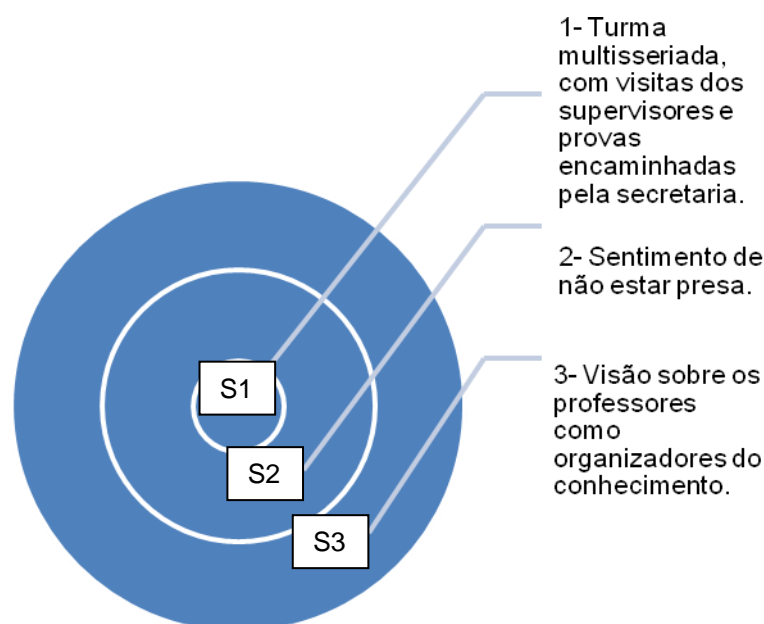 1- Turma
multisseriada,
com visitas dos
supervisores e
provas
encaminhadas
pela secretaria.
2- Sentimento de
não estar presa.
3- Visão sobre os
professores
como
organizadores do
conhecimento.
S1
S2
S3